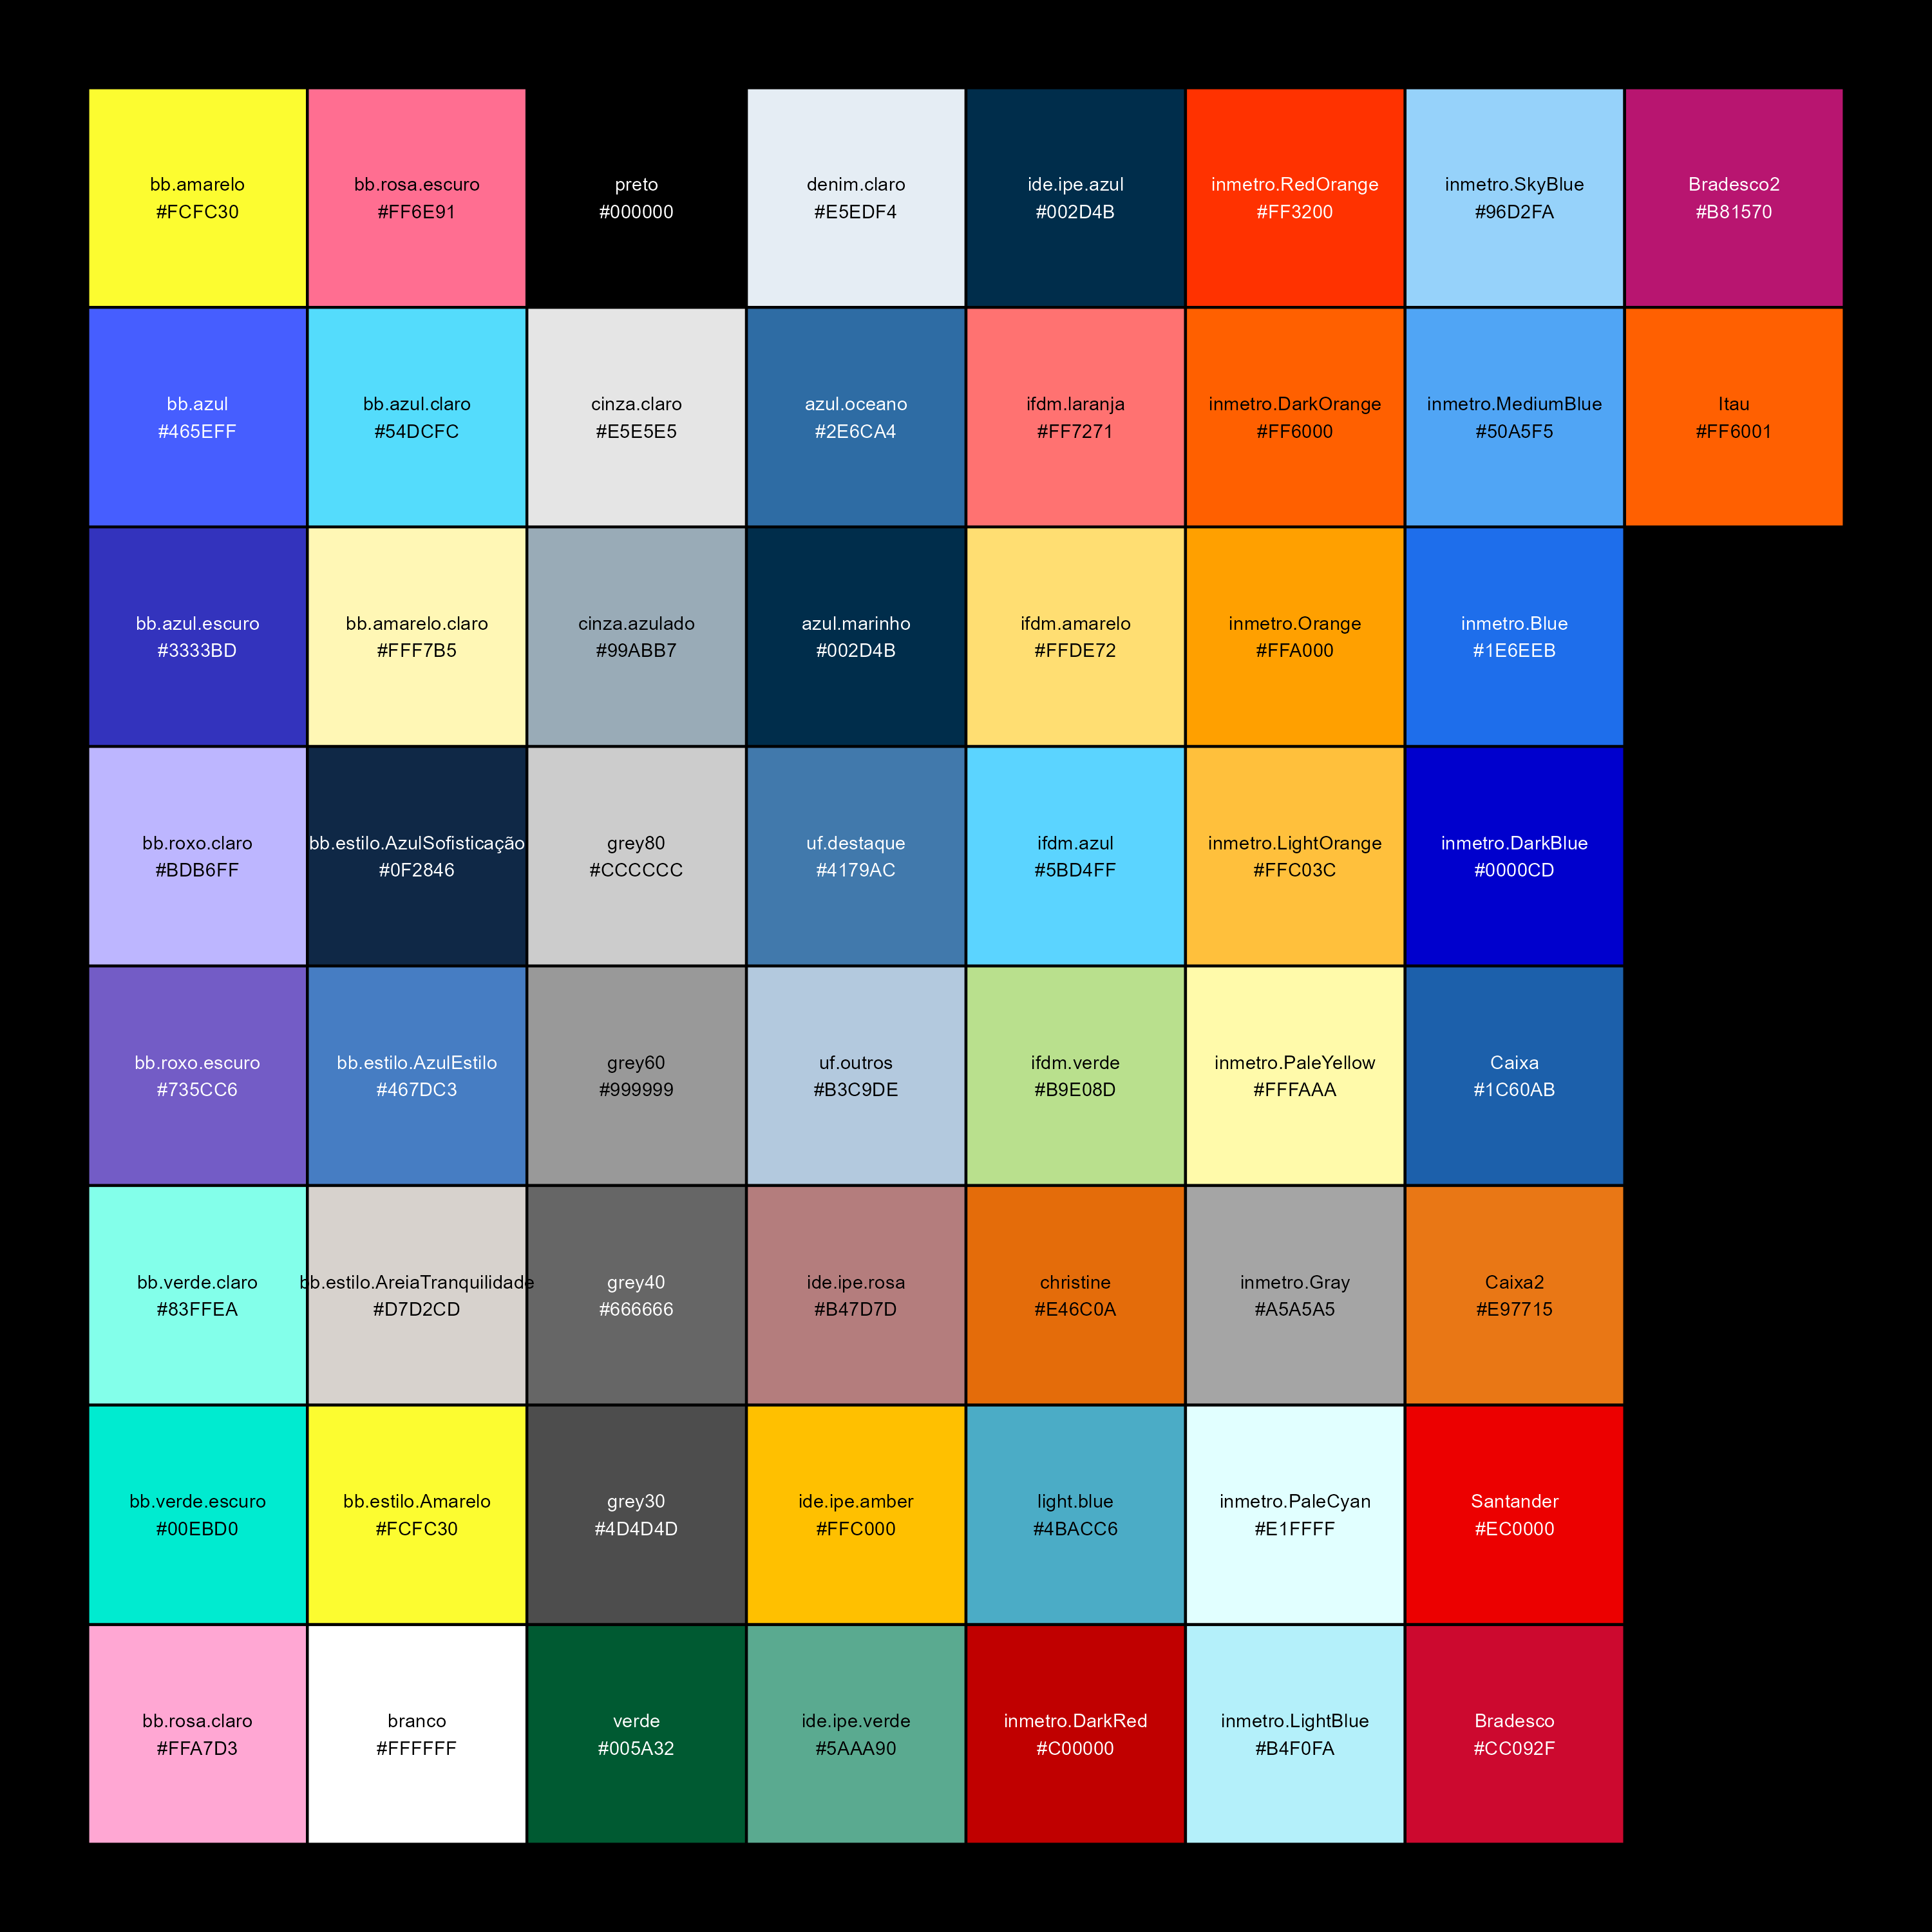 bb.amarelo
#FCFC30
bb.rosa.escuro
#FF6E91
preto
#000000
denim.claro
#E5EDF4
ide.ipe.azul
#002D4B
inmetro.RedOrange
#FF3200
inmetro.SkyBlue
#96D2FA
Bradesco2
#B81570
bb.azul
#465EFF
bb.azul.claro
#54DCFC
cinza.claro
#E5E5E5
azul.oceano
#2E6CA4
ifdm.laranja
#FF7271
inmetro.DarkOrange
#FF6000
inmetro.MediumBlue
#50A5F5
Itau
#FF6001
bb.azul.escuro
#3333BD
bb.amarelo.claro
#FFF7B5
cinza.azulado
#99ABB7
azul.marinho
#002D4B
ifdm.amarelo
#FFDE72
inmetro.Orange
#FFA000
inmetro.Blue
#1E6EEB
bb.roxo.claro
#BDB6FF
bb.estilo.AzulSofisticação
#0F2846
grey80
#CCCCCC
uf.destaque
#4179AC
ifdm.azul
#5BD4FF
inmetro.LightOrange
#FFC03C
inmetro.DarkBlue
#0000CD
bb.roxo.escuro
#735CC6
bb.estilo.AzulEstilo
#467DC3
grey60
#999999
uf.outros
#B3C9DE
ifdm.verde
#B9E08D
inmetro.PaleYellow
#FFFAAA
Caixa
#1C60AB
bb.verde.claro
#83FFEA
bb.estilo.AreiaTranquilidade
#D7D2CD
grey40
#666666
ide.ipe.rosa
#B47D7D
christine
#E46C0A
inmetro.Gray
#A5A5A5
Caixa2
#E97715
bb.verde.escuro
#00EBD0
bb.estilo.Amarelo
#FCFC30
grey30
#4D4D4D
ide.ipe.amber
#FFC000
light.blue
#4BACC6
inmetro.PaleCyan
#E1FFFF
Santander
#EC0000
bb.rosa.claro
#FFA7D3
branco
#FFFFFF
verde
#005A32
ide.ipe.verde
#5AAA90
inmetro.DarkRed
#C00000
inmetro.LightBlue
#B4F0FA
Bradesco
#CC092F